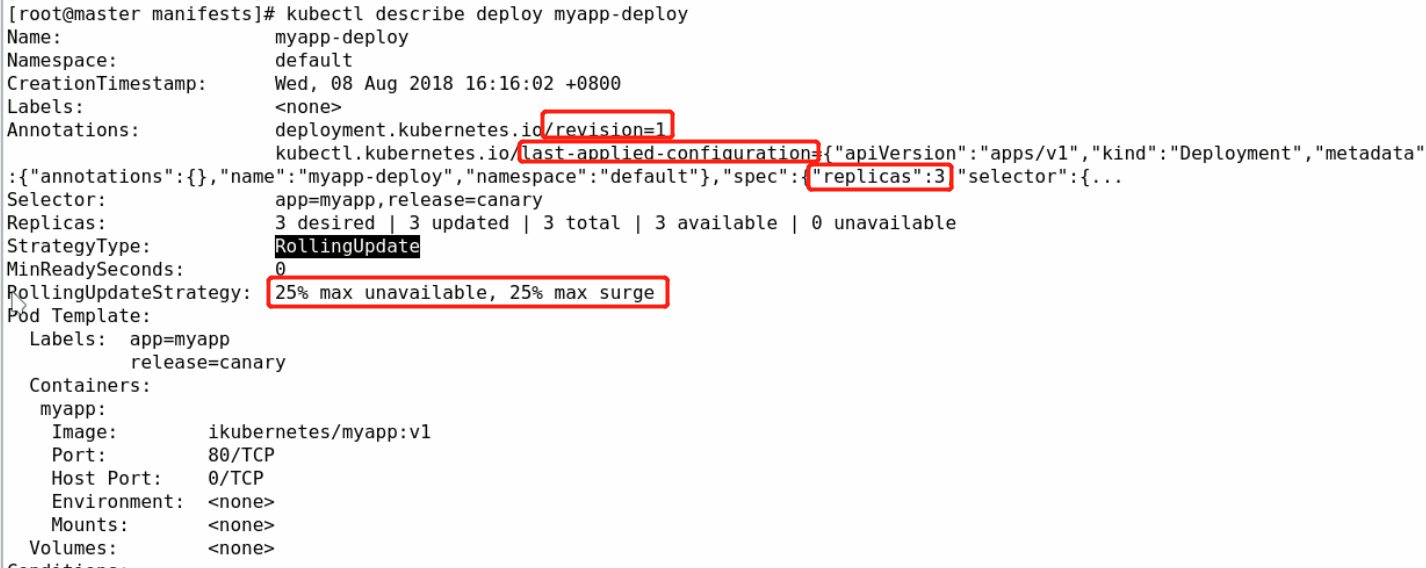 [root@master manifests]# kubectl describe deploy myapp-deploy
Name:                   myapp-deploy
Namespace:              default
CreationTimestamp:      Wed, 08 Aug 2018 16:16:02 +0800
Labels:                 <none>
Annotations:            deployment.kubernetes.io/revision=1
                        kubectl.kubernetes.io/last-applied-configuration={"apiVersion":"apps/v1","kind":"Deployment","metadata"
:{"annotations":{},"name":"myapp-deploy","namespace":"default"},"spec":{"replicas":3,"selector":{...
Selector:               app=myapp,release=canary
Replicas:               3 desired | 3 updated | 3 total | 3 available | 0 unavailable
StrategyType:           RollingUpdate
MinReadySeconds:        0
RollingUpdateStrategy:  25% max unavailable, 25% max surge
Pod Template:
  Labels:  app=myapp
           release=canary
  Containers:
   myapp:
    Image:        ikubernetes/myapp:v1
    Port:         80/TCP
    Host Port:    0/TCP
    Environment:  <none>
    Mounts:       <none>
  Volumes:        <none>
Conditions: